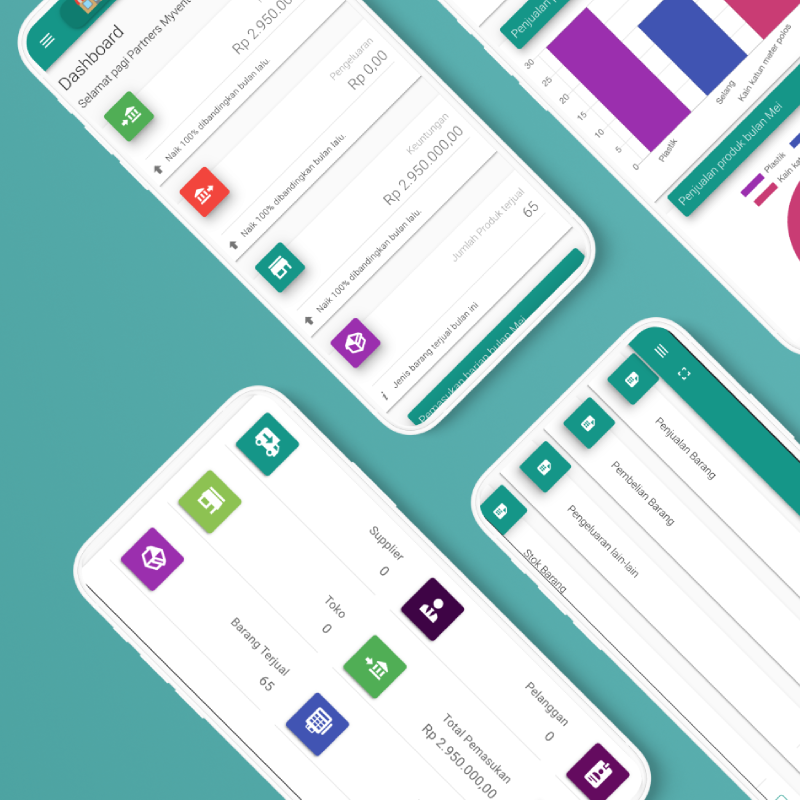 Dashboard
Selamat pagi Partners Myvent
Rp 2.950.00
Naik 100% dibandingkan bulan lalu.
Pengeluaran
Rp 0,00
Naik 100% dibandingkan bulan lalu.
Keuntungan
Rp 2.950.000,00
Naik 100% dibandingkan bulan lalu.
Jumlah Produk terjual
65
Jenis barang terjual bulan ini
Pemasukan harian bulan Mei
Penjualan
30
25
20
15
10
5
0
Plastik
Selang
Kain katun meter polos
Penjualan produk bulan Mei
Plastik
Kain kat
Penjualan Barang
Pembelian Barang
Pengeluaran lain-lain
Stok Barang
Supplier
0
Toko
0
Barang Terjual
65
Pelanggan
0
Total Pemasukan
Rp 2.950.000,00